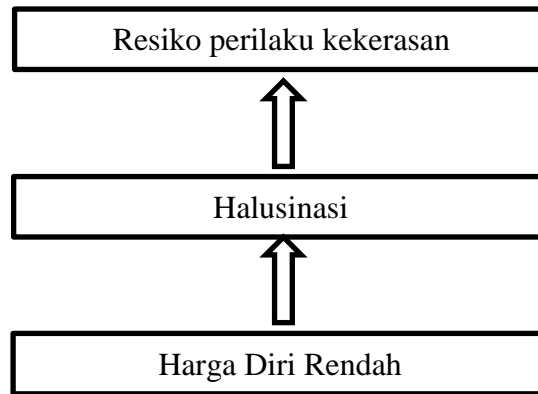 Resiko perilaku kekerasan
Halusinasi
Harga Diri Rendah